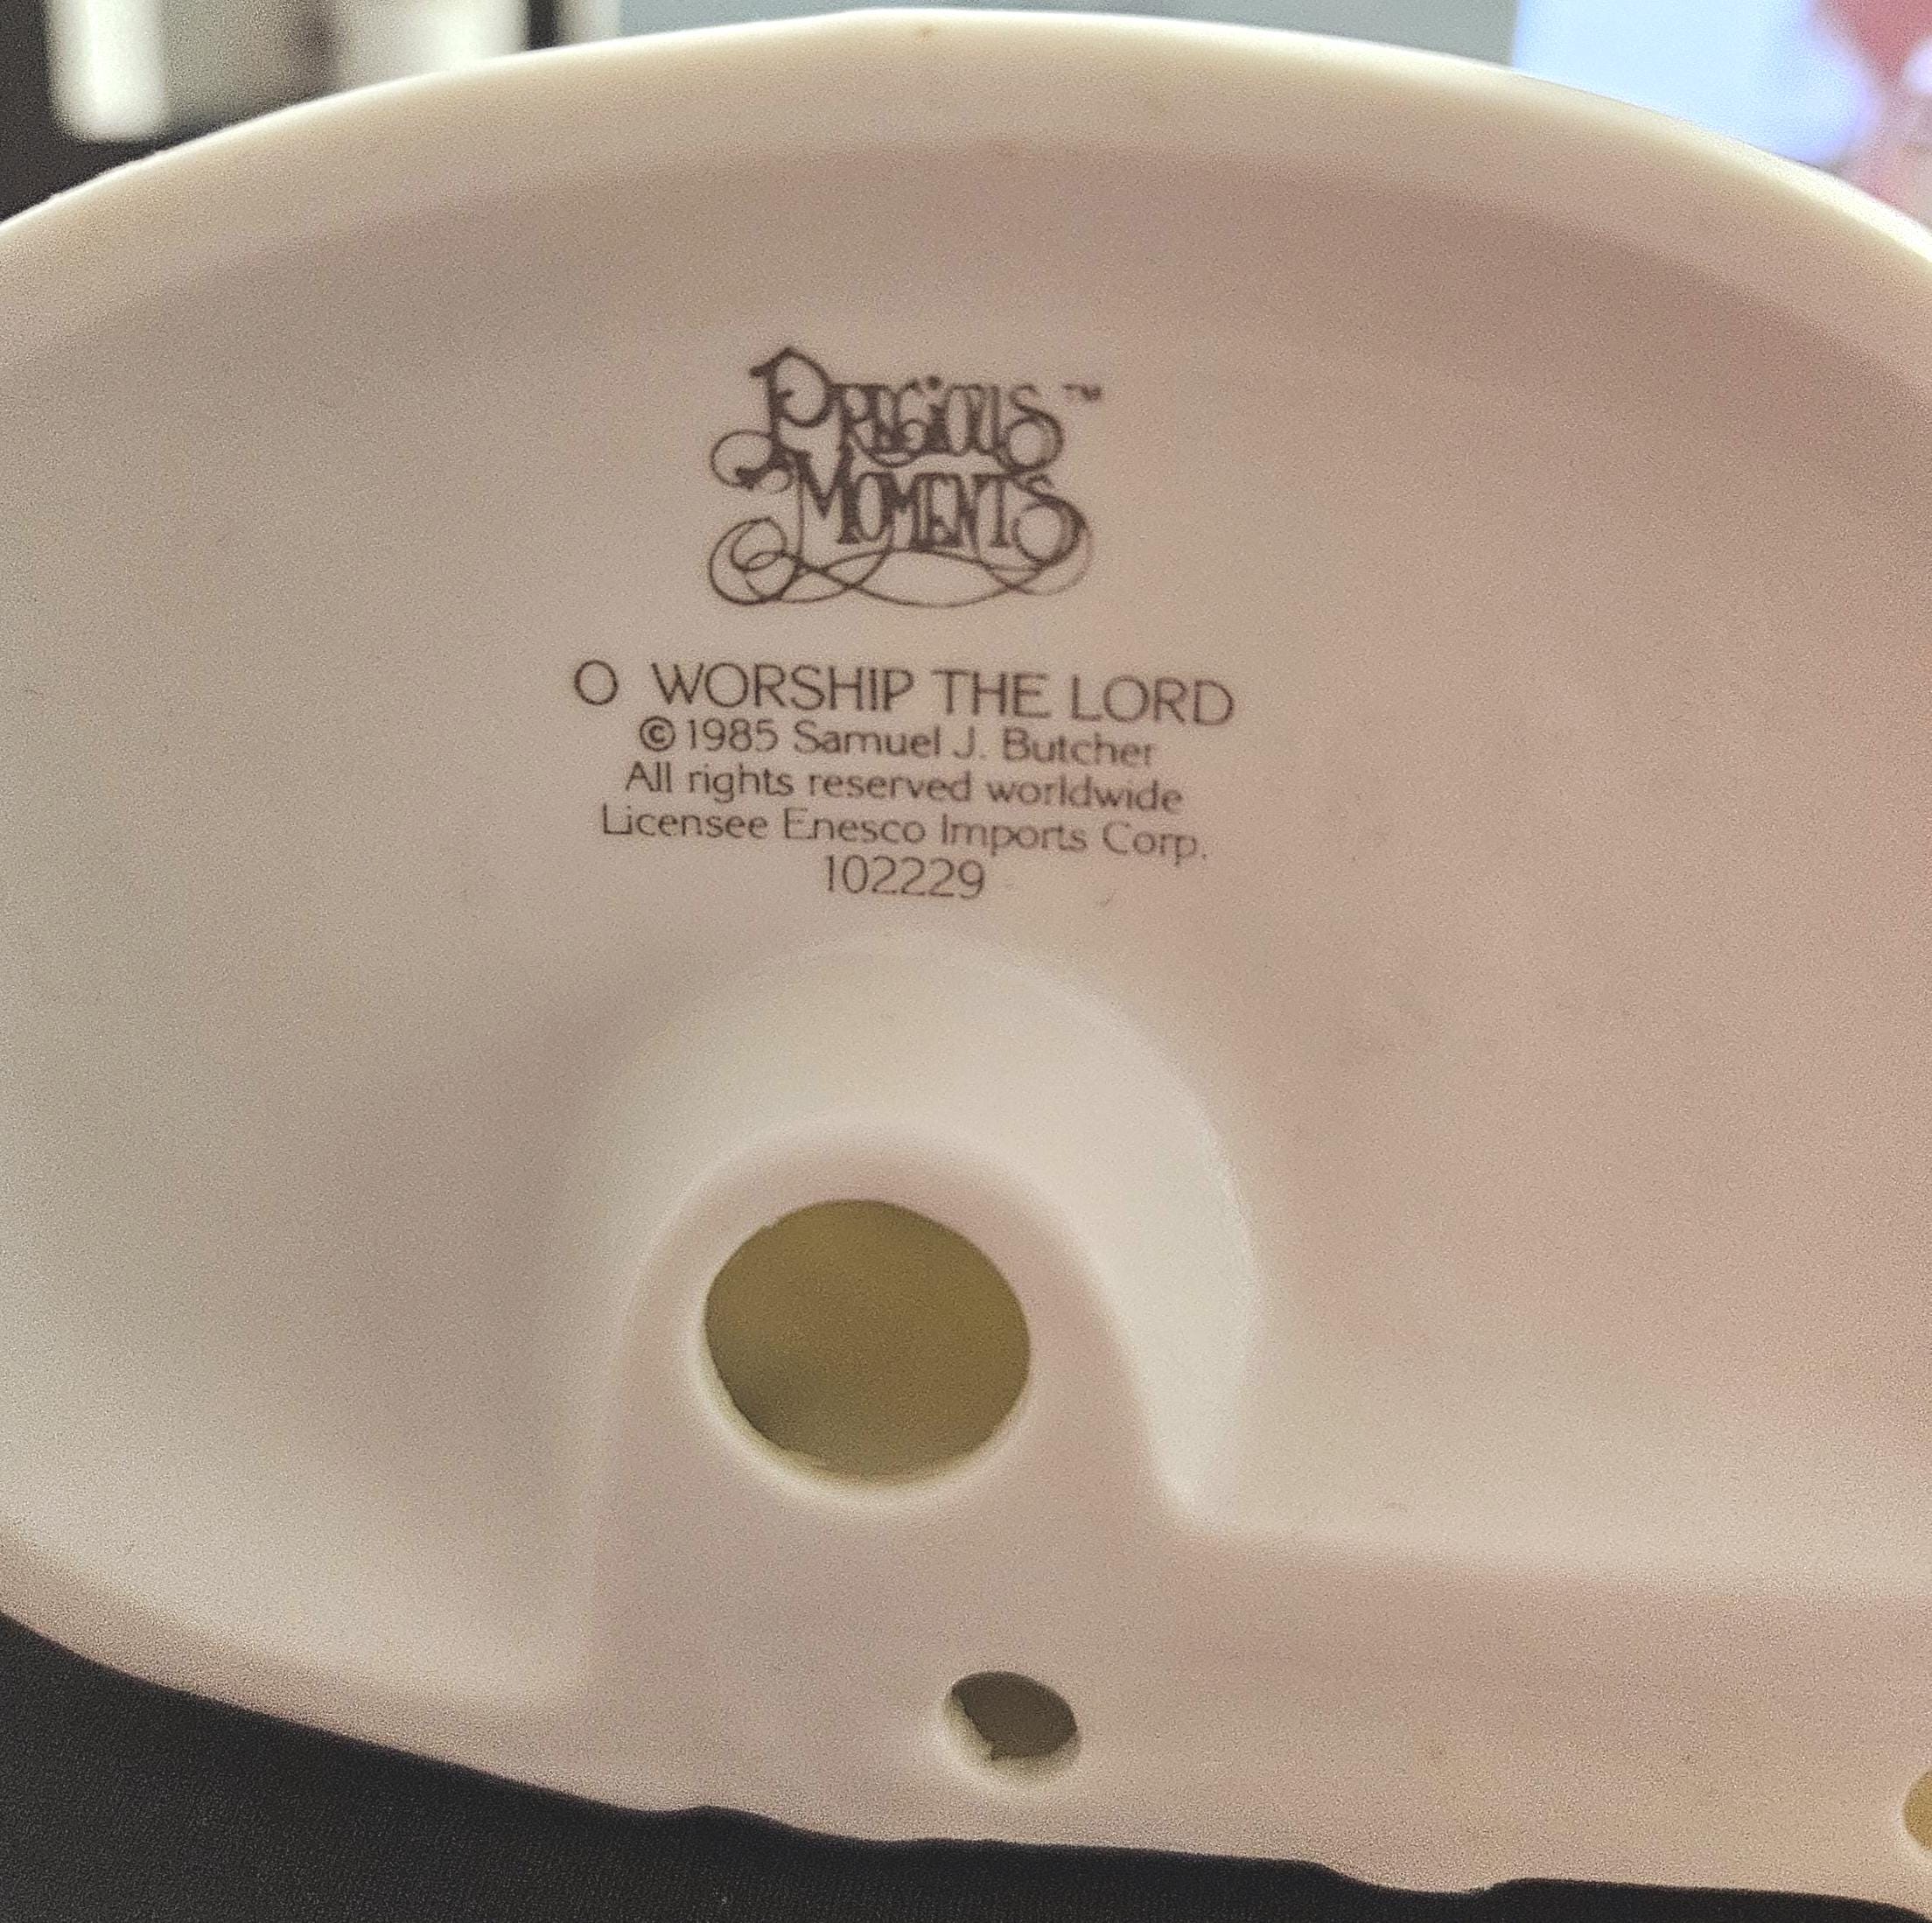 Precious™
Moments
O WORSHIP THE LORD
©1985 Samuel J. Butcher
All rights reserved worldwide
Licensee Enesco Imports Corp.
102229